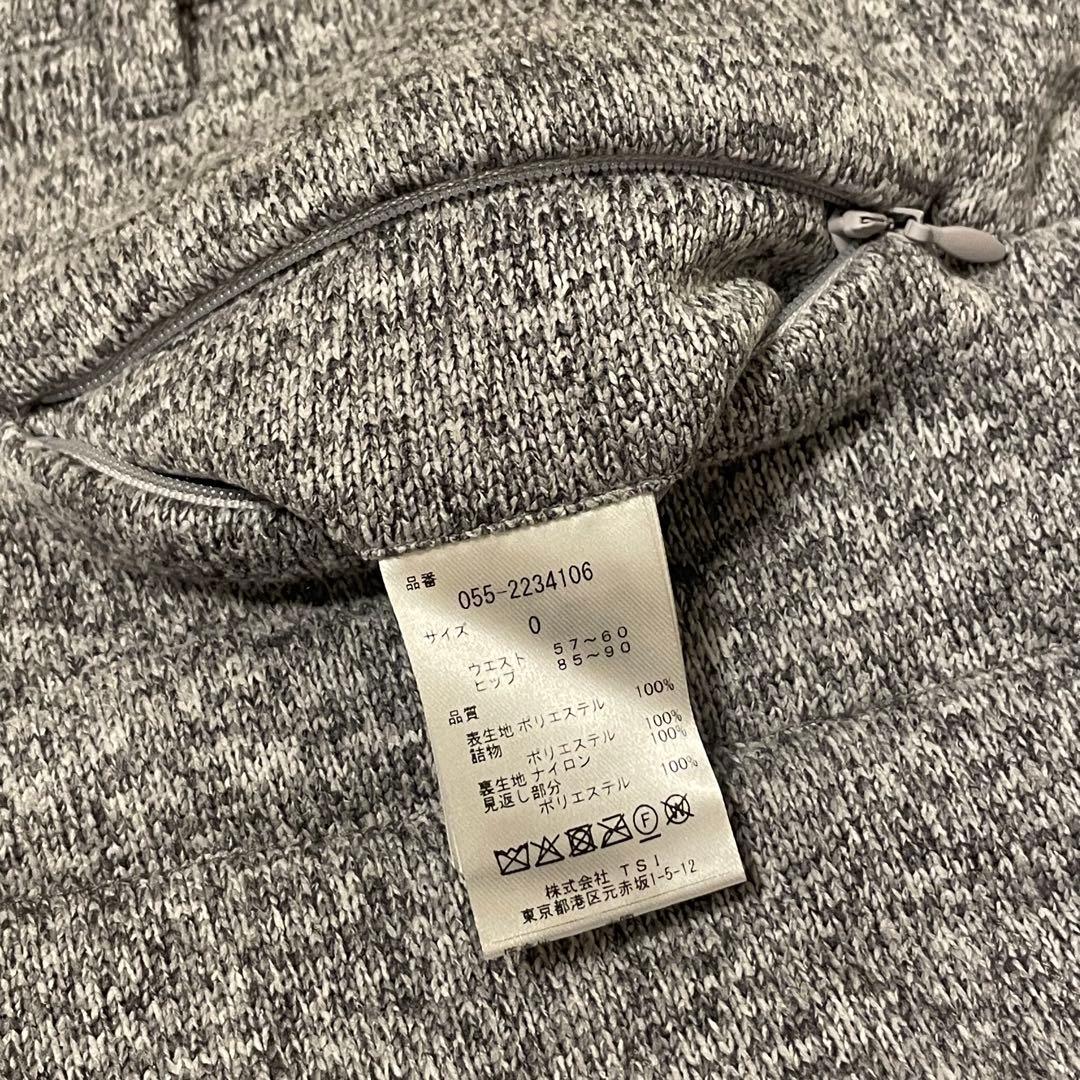 品番 055-2234106
サイズ 0
ウエスト 57~60
ヒップ 85~90
品質
表生地 ポリエステル 100%
詰物 ポリエステル 100%
裏生地 ナイロン 100%
見返し部分
ポリエステル 100%
F W
株式会社 TSI
東京都港区元赤坂1-5-12